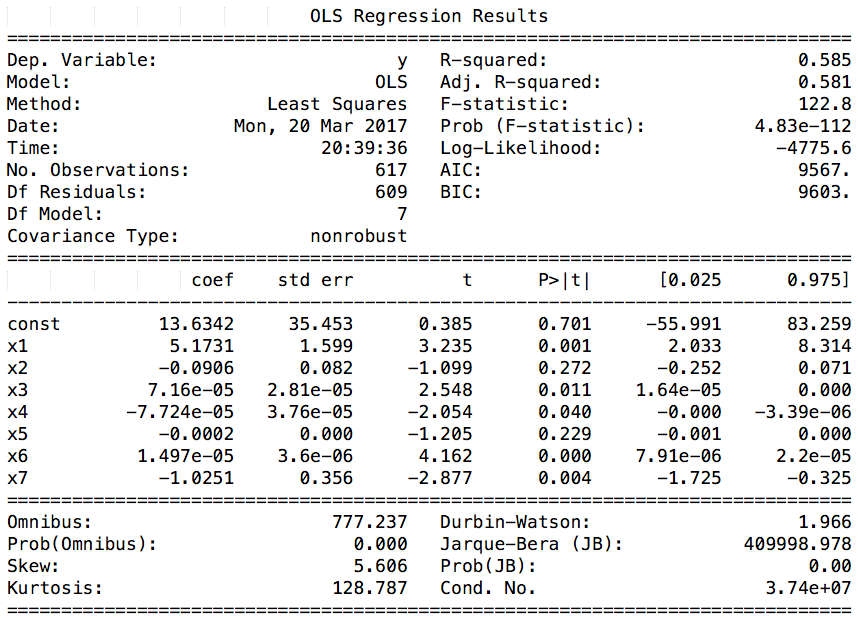 OLS Regression Results
==============================================================================
Dep. Variable:                      y   R-squared:                       0.585
Model:                            OLS   Adj. R-squared:                  0.581
Method:                 Least Squares   F-statistic:                     122.8
Date:                Mon, 20 Mar 2017   Prob (F-statistic):          4.83e-112
Time:                        20:39:36   Log-Likelihood:                -4775.6
No. Observations:                 617   AIC:                             9567.
Df Residuals:                     609   BIC:                             9603.
Df Model:                           7
Covariance Type:            nonrobust
==============================================================================
                 coef    std err          t      P>|t|      [0.025      0.975]
------------------------------------------------------------------------------
const         13.6342     35.453      0.385      0.701     -55.991      83.259
x1             5.1731      1.599      3.235      0.001       2.033       8.314
x2            -0.0906      0.082     -1.099      0.272      -0.252       0.071
x3           7.16e-05   2.81e-05      2.548      0.011    1.64e-05       0.000
x4         -7.724e-05   3.76e-05     -2.054      0.040      -0.000   -3.39e-06
x5            -0.0002      0.000     -1.205      0.229      -0.001       0.000
x6          1.497e-05    3.6e-06      4.162      0.000    7.91e-06     2.2e-05
x7            -1.0251      0.356     -2.877      0.004      -1.725      -0.325
==============================================================================
Omnibus:                      777.237   Durbin-Watson:                   1.966
Prob(Omnibus):                  0.000   Jarque-Bera (JB):           409998.978
Skew:                           5.606   Prob(JB):                         0.00
Kurtosis:                     128.787   Cond. No.                     3.74e+07
==============================================================================